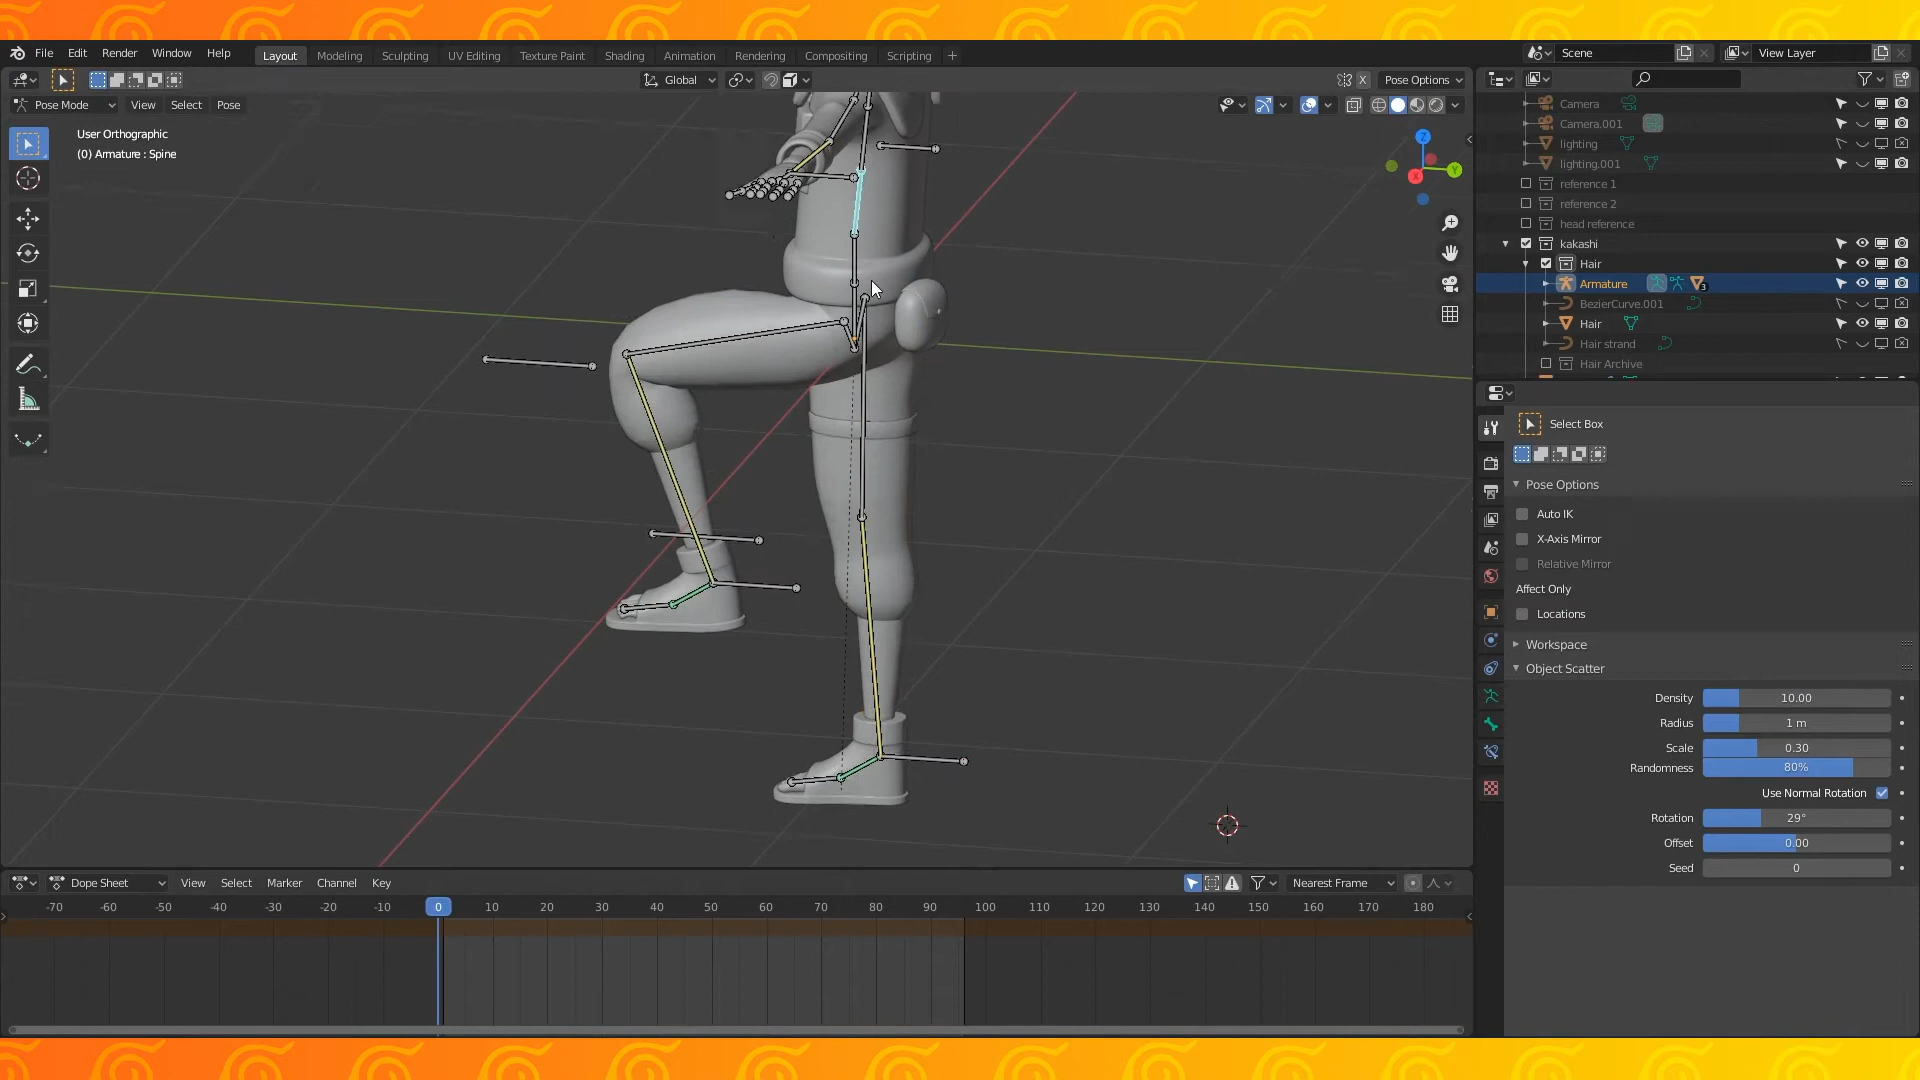 File Edit Render Window Help Layout Modeling Sculpting UV Editing Texture Paint Shading Animation Rendering Compositing Scripting + Scene View Layer
Global X Pose Options
Pose Mode View Select Pose
User Orthographic
(0) Armature : Spine
Z
Y
X
Camera
Camera.001
lighting
lighting.001
reference 1
reference 2
head reference
kakashi
Hair
Armature 3
BezierCurve.001
Hair
Hair strand
Hair Archive
Select Box
Pose Options
Auto IK
X-Axis Mirror
Relative Mirror
Affect Only
Locations
Workspace
Object Scatter
Density 10.00
Radius 1 m
Scale 0.30
Randomness 80%
Use Normal Rotation
Rotation 29°
Offset 0.00
Seed 0
Dope Sheet View Select Marker Channel Key Nearest Frame
-70 -60 -50 -40 -30 -20 -10 0 10 20 30 40 50 60 70 80 90 100 110 120 130 140 150 160 170 180